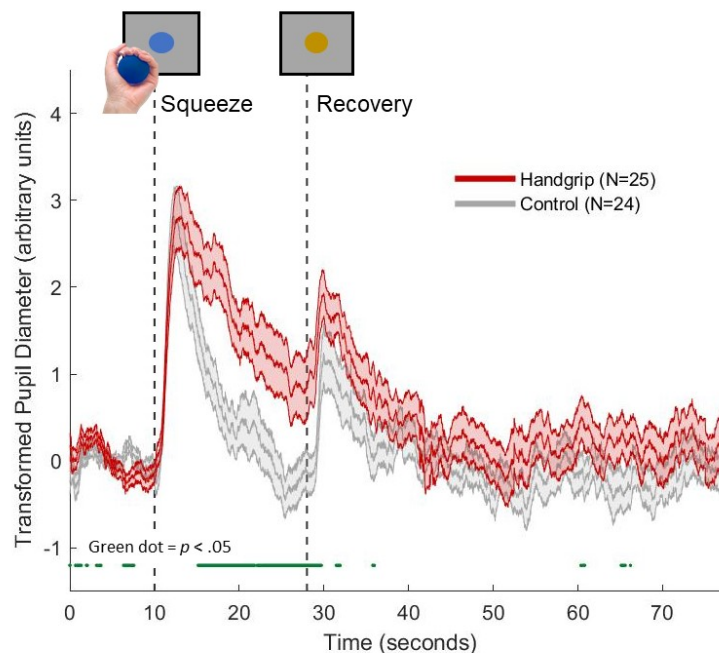 Squeeze
Recovery
4
3
2
1
0
-1
Transformed Pupil Diameter (arbitrary units)
Handgrip (N=25)
Control (N=24)
Green dot = p < .05
0 10 20 30 40 50 60 70
Time (seconds)